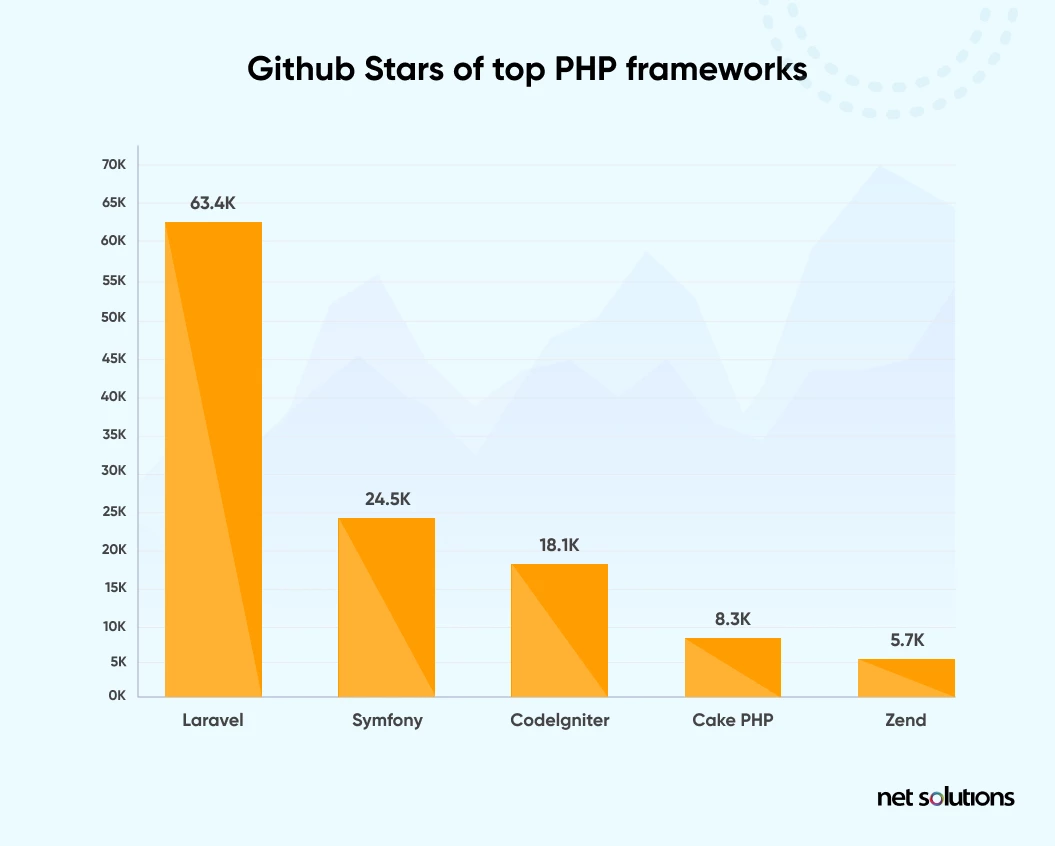 Github Stars of top PHP frameworks
70K
65K
60K
55K
50K
45K
40K
35K
30K
25K
20K
15K
10K
5K
0K
63.4K
24.5K
18.1K
8.3K
5.7K
Laravel
Symfony
CodeIgniter
Cake PHP
Zend
net solutions